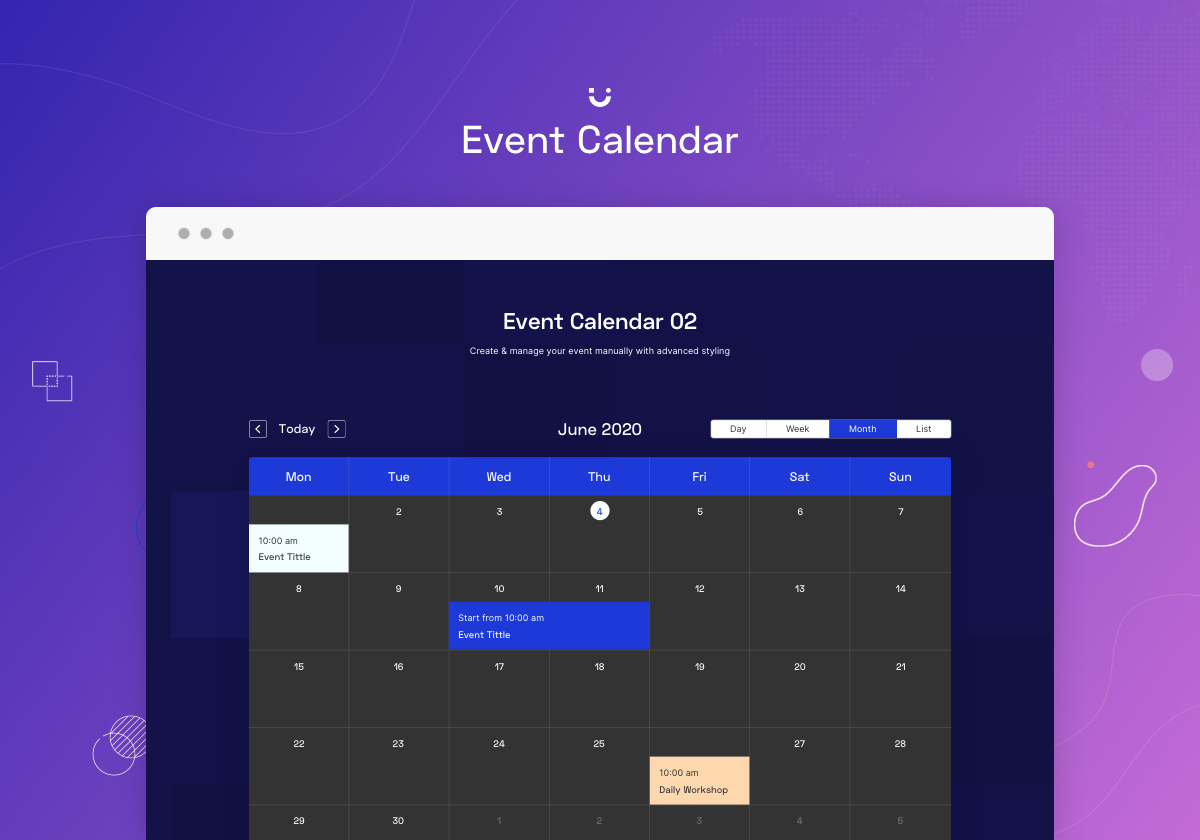 Event Calendar
Event Calendar 02
Create & manage your event manually with advanced styling
Today
June 2020
Day Week Month List
Mon Tue Wed Thu Fri Sat Sun
2 3 4 5 6 7
10:00 am
Event Tittle
8 9 10 11 12 13 14
Start from 10:00 am
Event Tittle
15 16 17 18 19 20 21
22 23 24 25 27 28
10:00 am
Daily Workshop
29 30 1 2 3 4 5